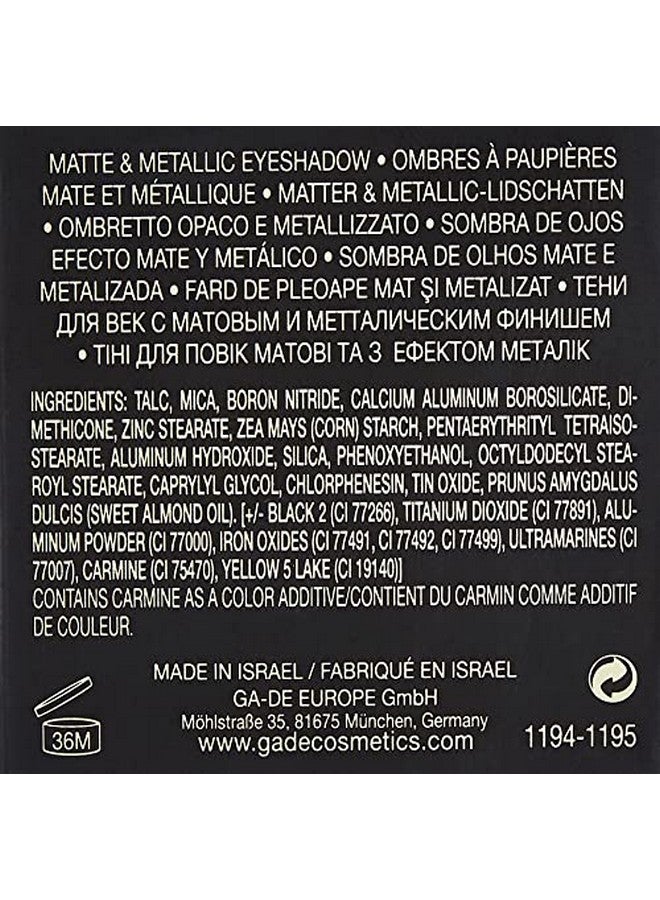 MATTE & METALLIC EYESHADOW • OMBRES À PAUPIÈRES
MATE ET MÉTALLIQUE • MATTER & METALLIC-LIDSCHATTEN
• OMBRETTO OPACO E METALLIZZATO • SOMBRA DE OJOS
EFECTO MATE Y METÁLICO • SOMBRA DE OLHOS MATE E
METALIZADA • FARD DE PLEOAPE MAT ŞI METALIZAT • ТЕНИ
ДЛЯ ВЕК С МАТОВЫМ И МЕТТАЛИЧЕСКИМ ФИНИШЕМ
• ТІНІ ДЛЯ ПОВІК МАТОВІ ТА З ЕФЕКТОМ МЕТАЛІК
INGREDIENTS: TALC, MICA, BORON NITRIDE, CALCIUM ALUMINUM BOROSILICATE, DI-
METHICONE, ZINC STEARATE, ZEA MAYS (CORN) STARCH, PENTAERYTHRITYL TETRAISO-
STEARATE, ALUMINUM HYDROXIDE, SILICA, PHENOXYETHANOL, OCTYLDODECYL STEA-
ROYL STEARATE, CAPRYLYL GLYCOL, CHLORPHENESIN, TIN OXIDE, PRUNUS AMYGDALUS
DULCIS (SWEET ALMOND OIL). [+/- BLACK 2 (CI 77266), TITANIUM DIOXIDE (CI 77891), ALU-
MINUM POWDER (CI 77000), IRON OXIDES (CI 77491, CI 77492, CI 77499), ULTRAMARINES (CI
77007), CARMINE (CI 75470), YELLOW 5 LAKE (CI 19140)]
CONTAINS CARMINE AS A COLOR ADDITIVE/CONTIENT DU CARMIN COMME ADDITIF
DE COULEUR.
MADE IN ISRAEL / FABRIQUÉ EN ISRAEL
GA-DE EUROPE GmbH
Möhlstraße 35, 81675 München, Germany
www.gadecosmetics.com
36M
1194-1195